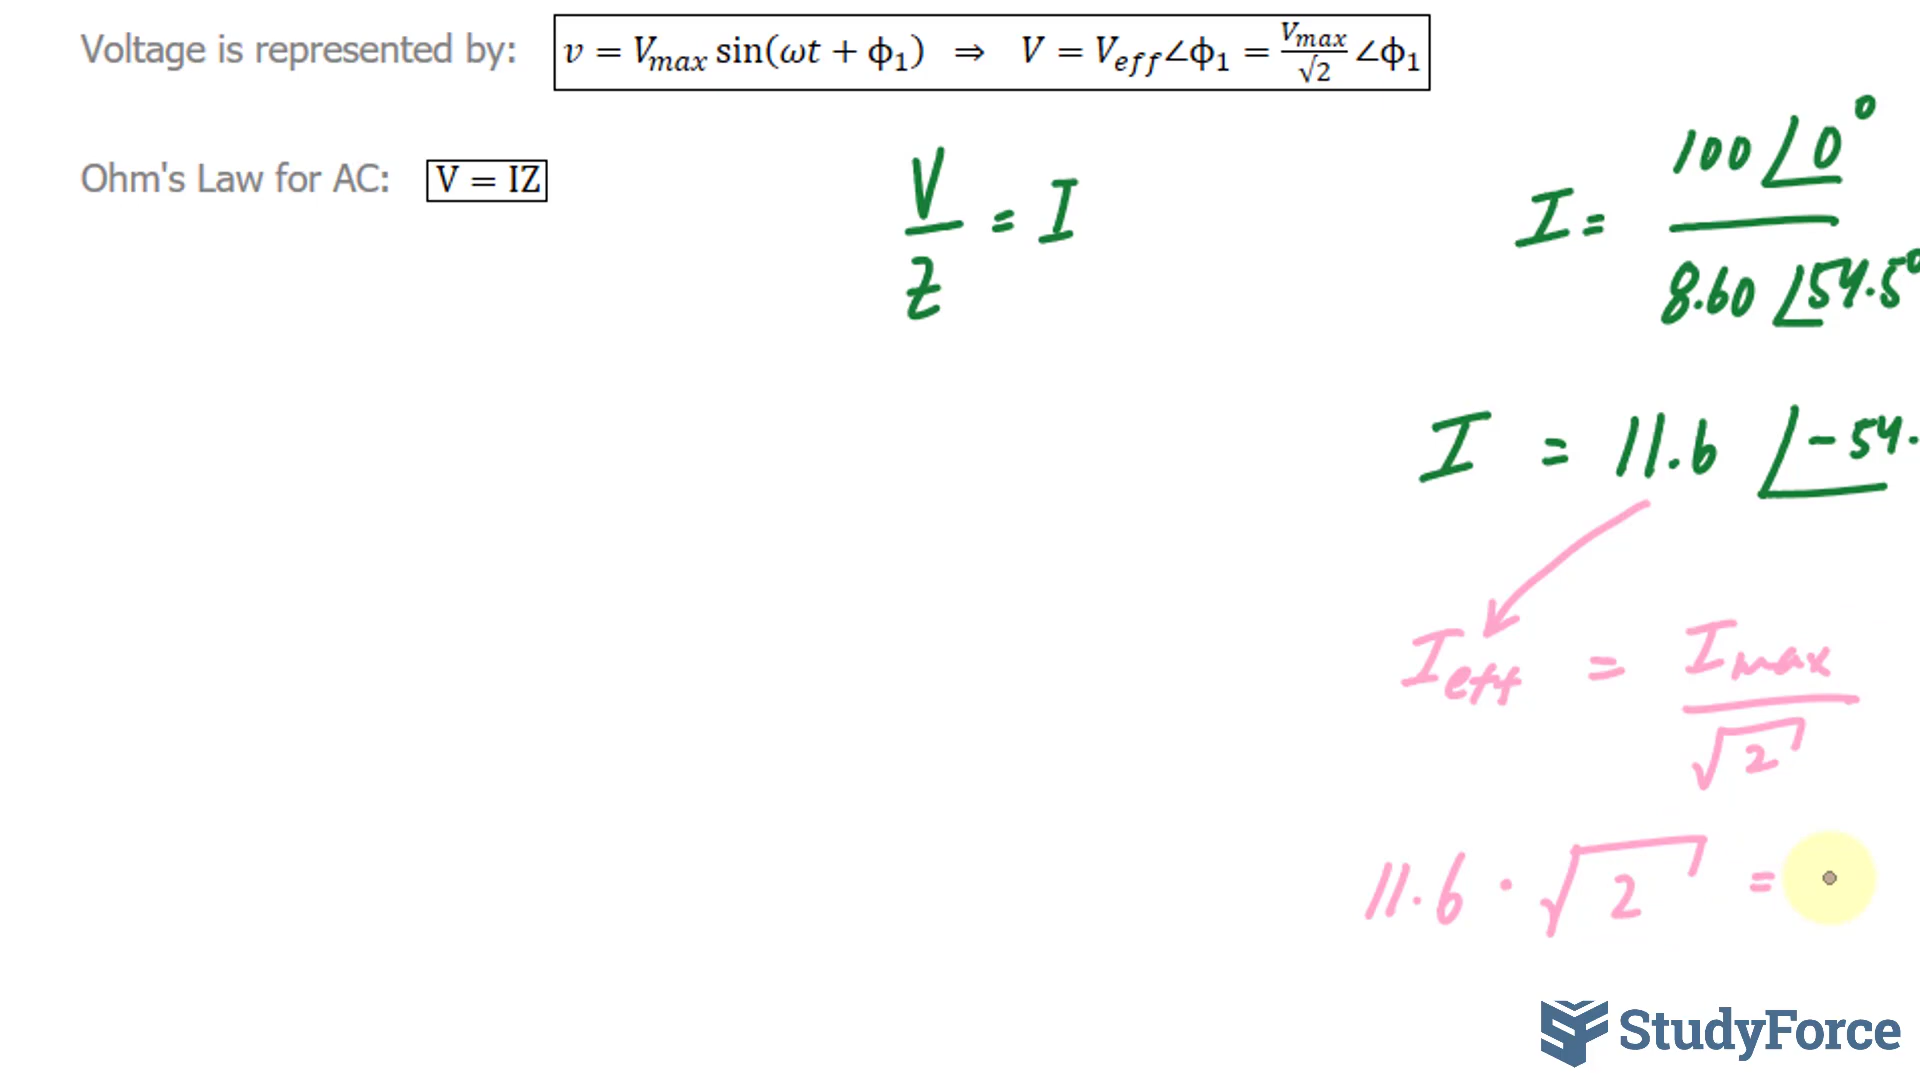 Voltage is represented by: v = Vmax sin(ωt + ϕ₁) ⇒ V = Veff∠ϕ₁ = Vmax/√2 ∠ϕ₁
Ohm's Law for AC: V = IZ
V/Z = I
I = 100∠0° / 8.60∠54.5°
I = 11.6 ∠-54.
Ieff = Imax/√2
11.6 · √2 =
StudyForce